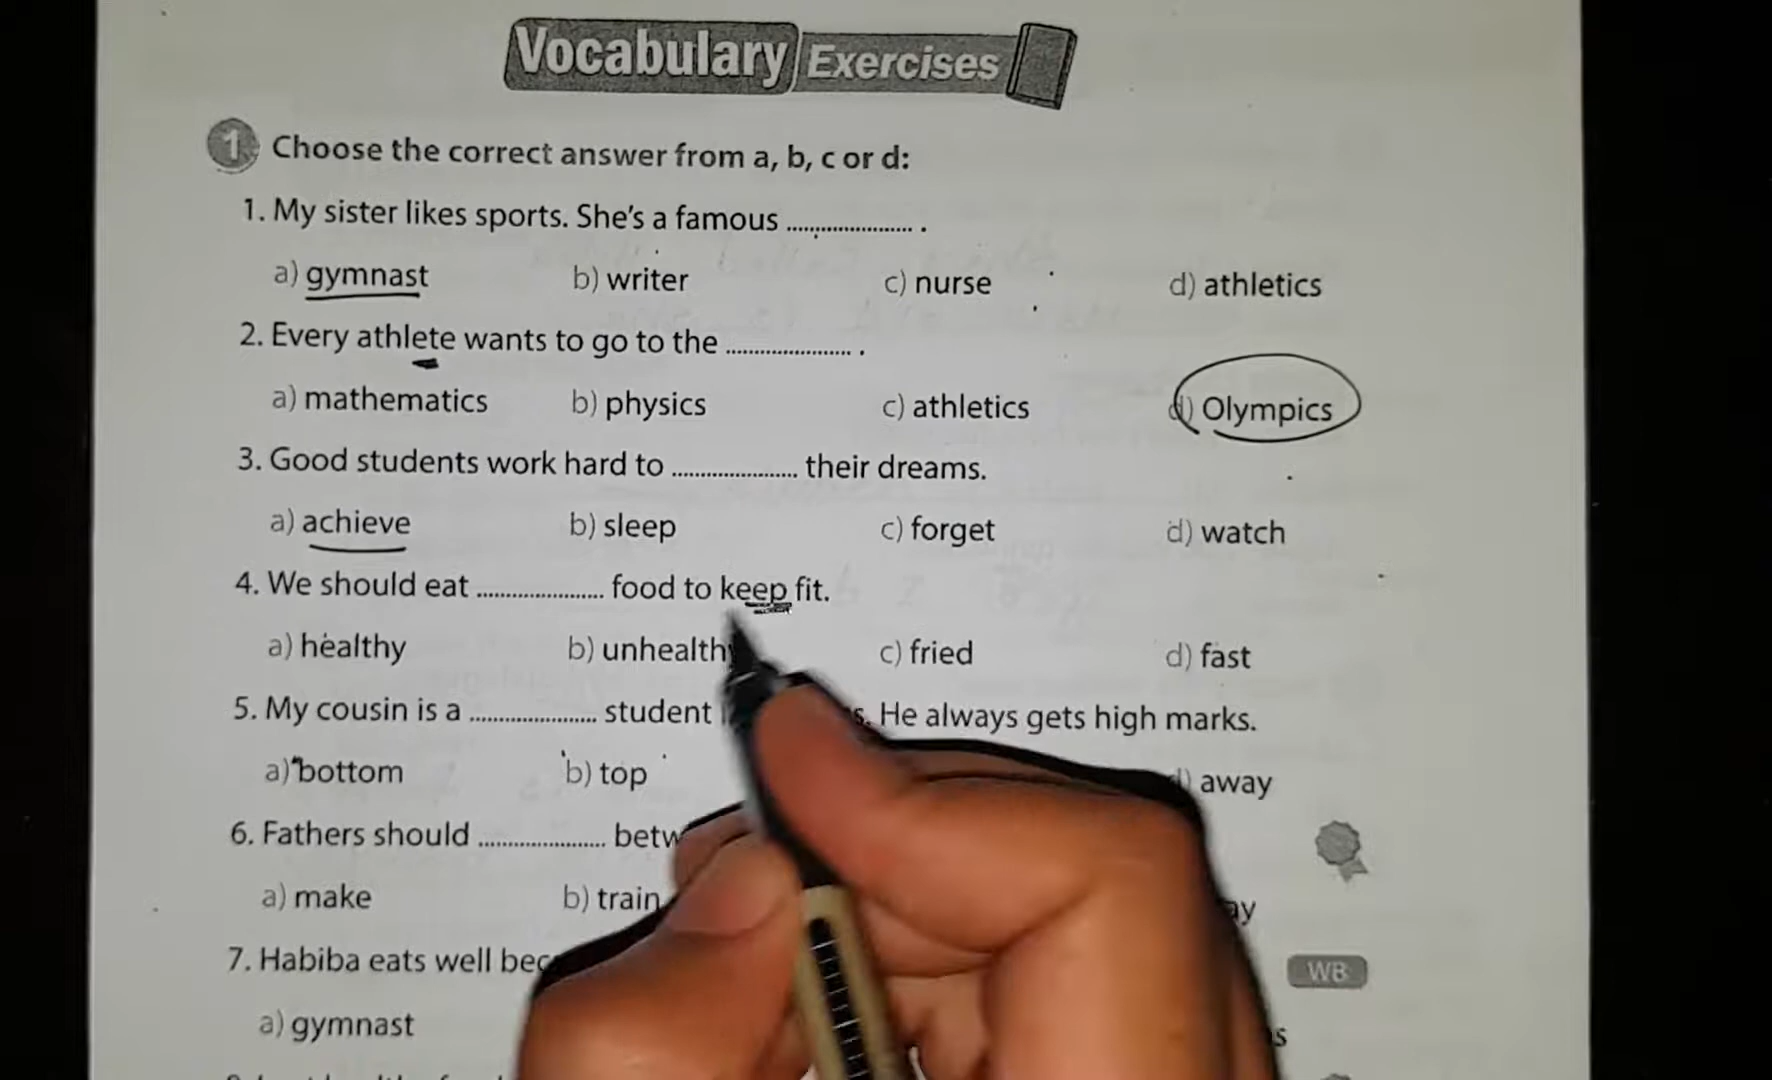 Vocabulary Exercises
1 Choose the correct answer from a, b, c or d:
1. My sister likes sports. She's a famous ..................... .
a) gymnast b) writer c) nurse d) athletics
2. Every athlete wants to go to the ..................... .
a) mathematics b) physics c) athletics d) Olympics
3. Good students work hard to ..................... their dreams.
a) achieve b) sleep c) forget d) watch
4. We should eat ..................... food to keep fit.
a) healthy b) unhealthy c) fried d) fast
5. My cousin is a ..................... student He always gets high marks.
a) bottom b) top d) away
6. Fathers should .....................
a) make b) train
7. Habiba eats well
WB
a) gymnast